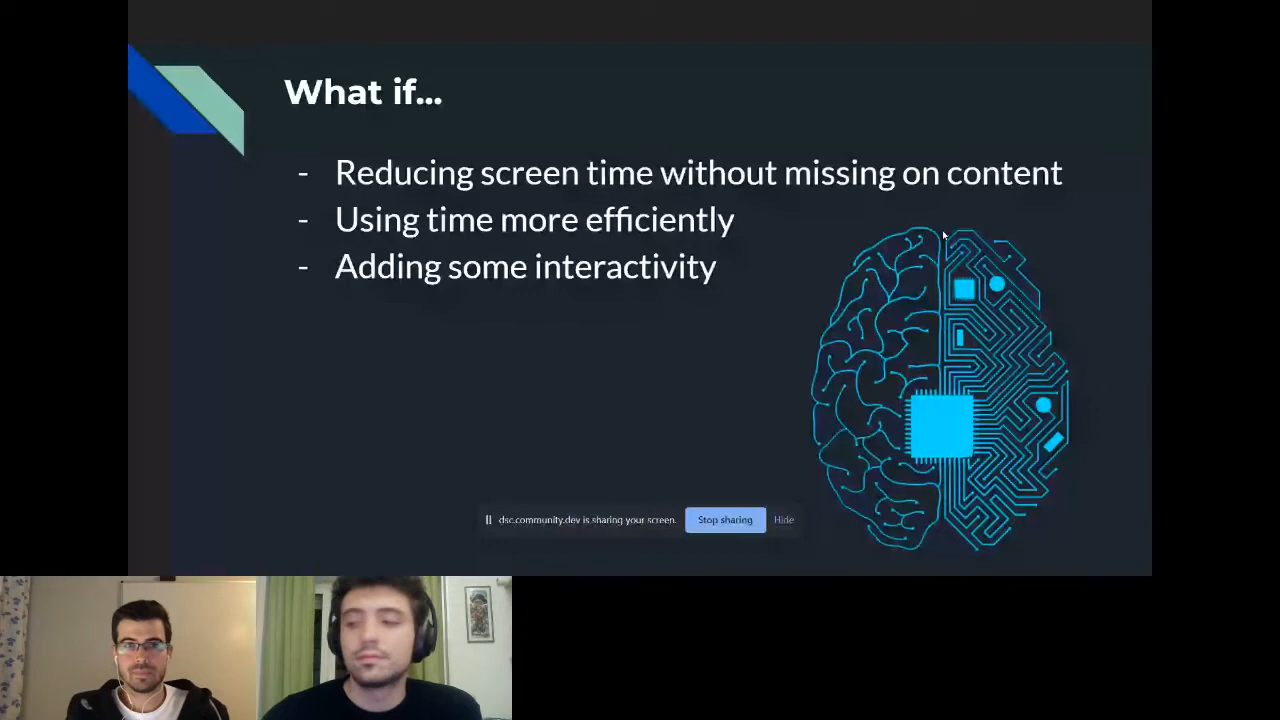 What if...
- Reducing screen time without missing on content
- Using time more efficiently
- Adding some interactivity
dsc.community.dev is sharing your screen. Stop sharing Hide